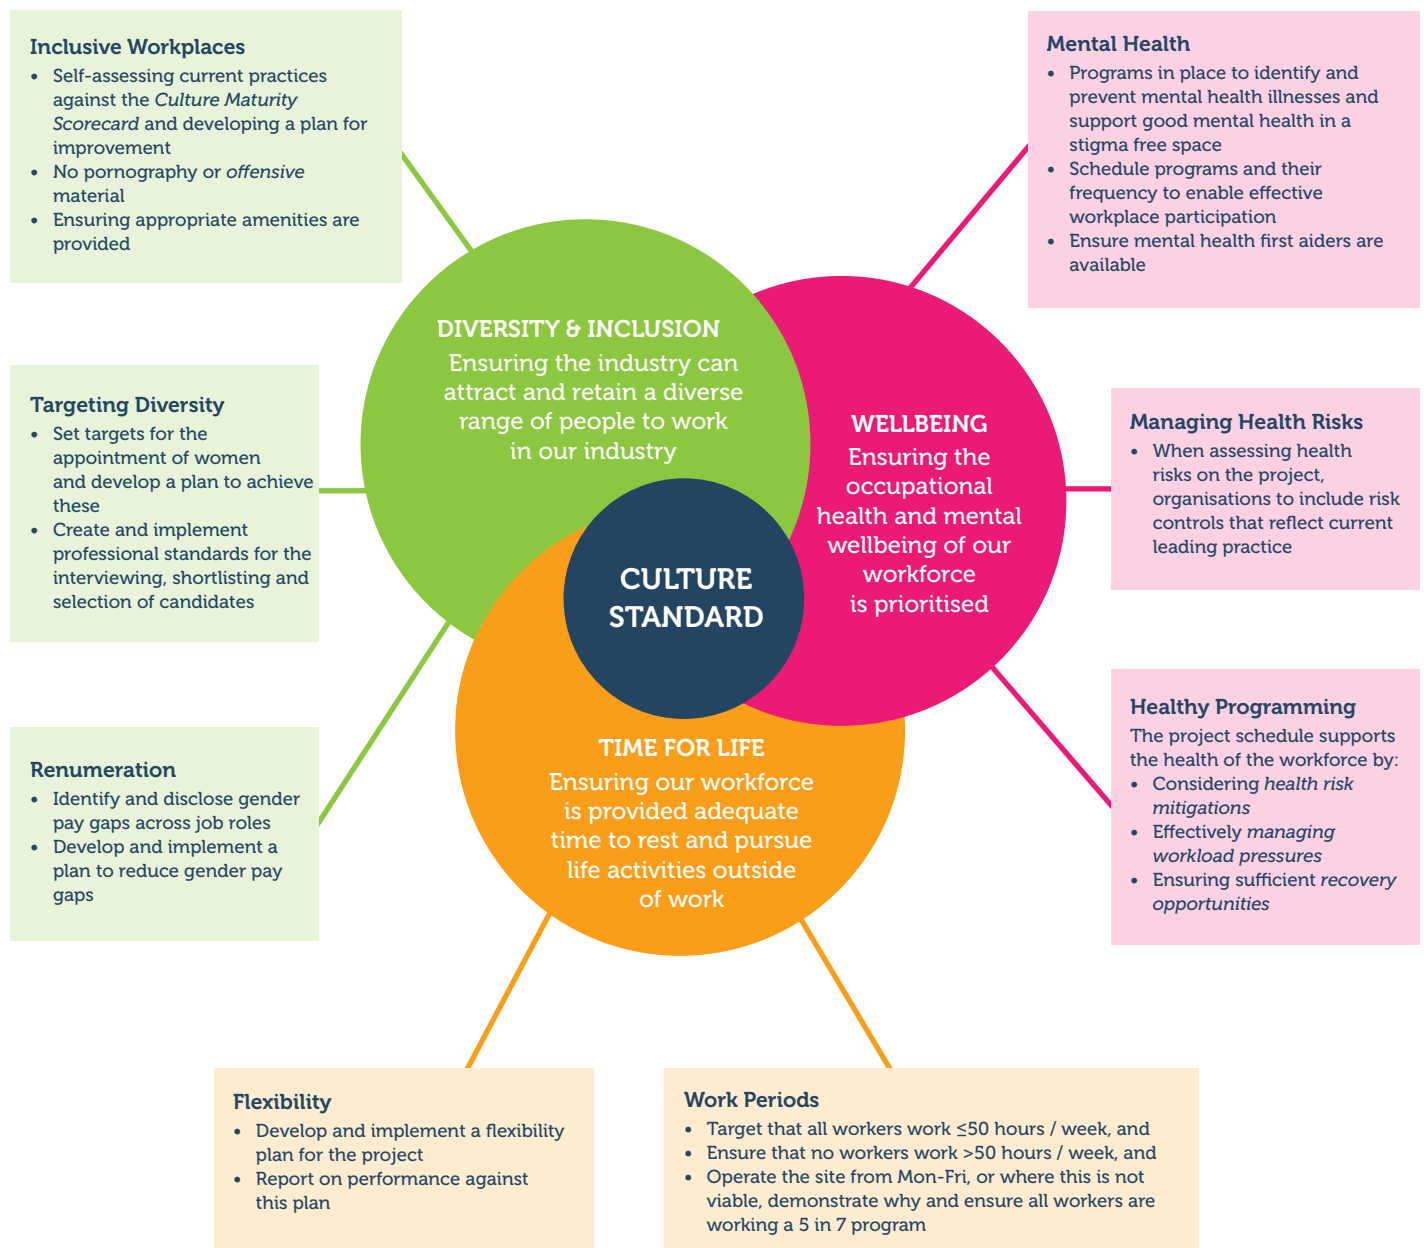 Inclusive Workplaces
• Self-assessing current practices
against the Culture Maturity
Scorecard and developing a plan for
improvement
• No pornography or offensive
material
• Ensuring appropriate amenities are
provided
Targeting Diversity
• Set targets for the
appointment of women
and develop a plan to achieve
these
• Create and implement
professional standards for the
interviewing, shortlisting and
selection of candidates
Renumeration
• Identify and disclose gender
pay gaps across job roles
• Develop and implement a
plan to reduce gender pay
gaps
DIVERSITY & INCLUSION
Ensuring the industry can
attract and retain a diverse
range of people to work
in our industry
WELLBEING
Ensuring the
occupational
health and mental
wellbeing of our
workforce
is prioritised
CULTURE
STANDARD
TIME FOR LIFE
Ensuring our workforce
is provided adequate
time to rest and pursue
life activities outside
of work
Mental Health
• Programs in place to identify and
prevent mental health illnesses and
support good mental health in a
stigma free space
• Schedule programs and their
frequency to enable effective
workplace participation
• Ensure mental health first aiders are
available
Managing Health Risks
• When assessing health
risks on the project,
organisations to include risk
controls that reflect current
leading practice
Healthy Programming
The project schedule supports
the health of the workforce by:
• Considering health risk
mitigations
• Effectively managing
workload pressures
• Ensuring sufficient recovery
opportunities
Flexibility
• Develop and implement a flexibility
plan for the project
• Report on performance against
this plan
Work Periods
• Target that all workers work ≤50 hours / week, and
• Ensure that no workers work >50 hours / week, and
• Operate the site from Mon-Fri, or where this is not
viable, demonstrate why and ensure all workers are
working a 5 in 7 program